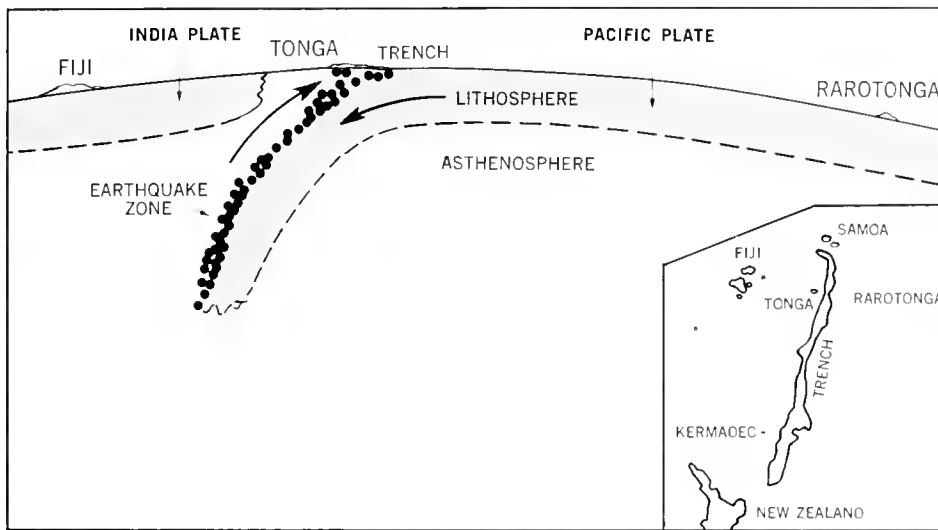 INDIA PLATE
PACIFIC PLATE
TONGA
TRENCH
FIJI
RAROTONGA
LITHOSPHERE
ASTHENOSPHERE
EARTHQUAKE
ZONE
SAMOA
FIJI
TONGA
RAROTONGA
TRENCH
KERMAOEC
NEW ZEALANO